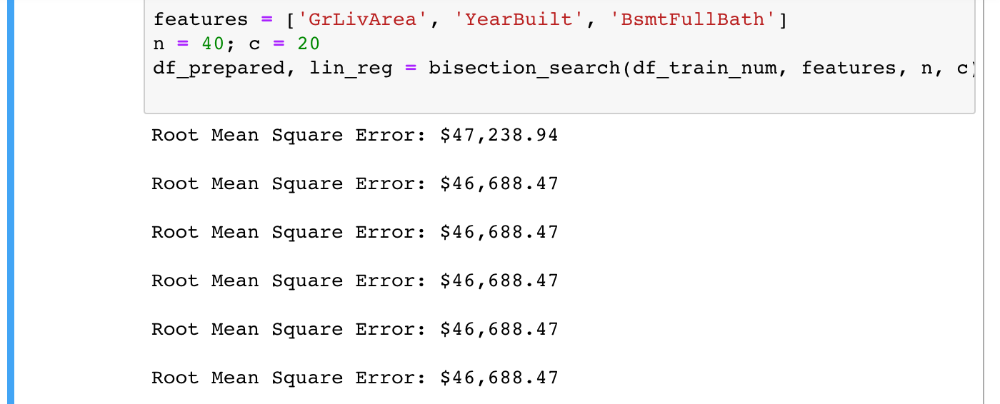 features = ['GrLivArea', 'YearBuilt', 'BsmtFullBath']
n = 40; c = 20
df_prepared, lin_reg = bisection_search(df_train_num, features, n, c)
Root Mean Square Error: $47,238.94
Root Mean Square Error: $46,688.47
Root Mean Square Error: $46,688.47
Root Mean Square Error: $46,688.47
Root Mean Square Error: $46,688.47
Root Mean Square Error: $46,688.47